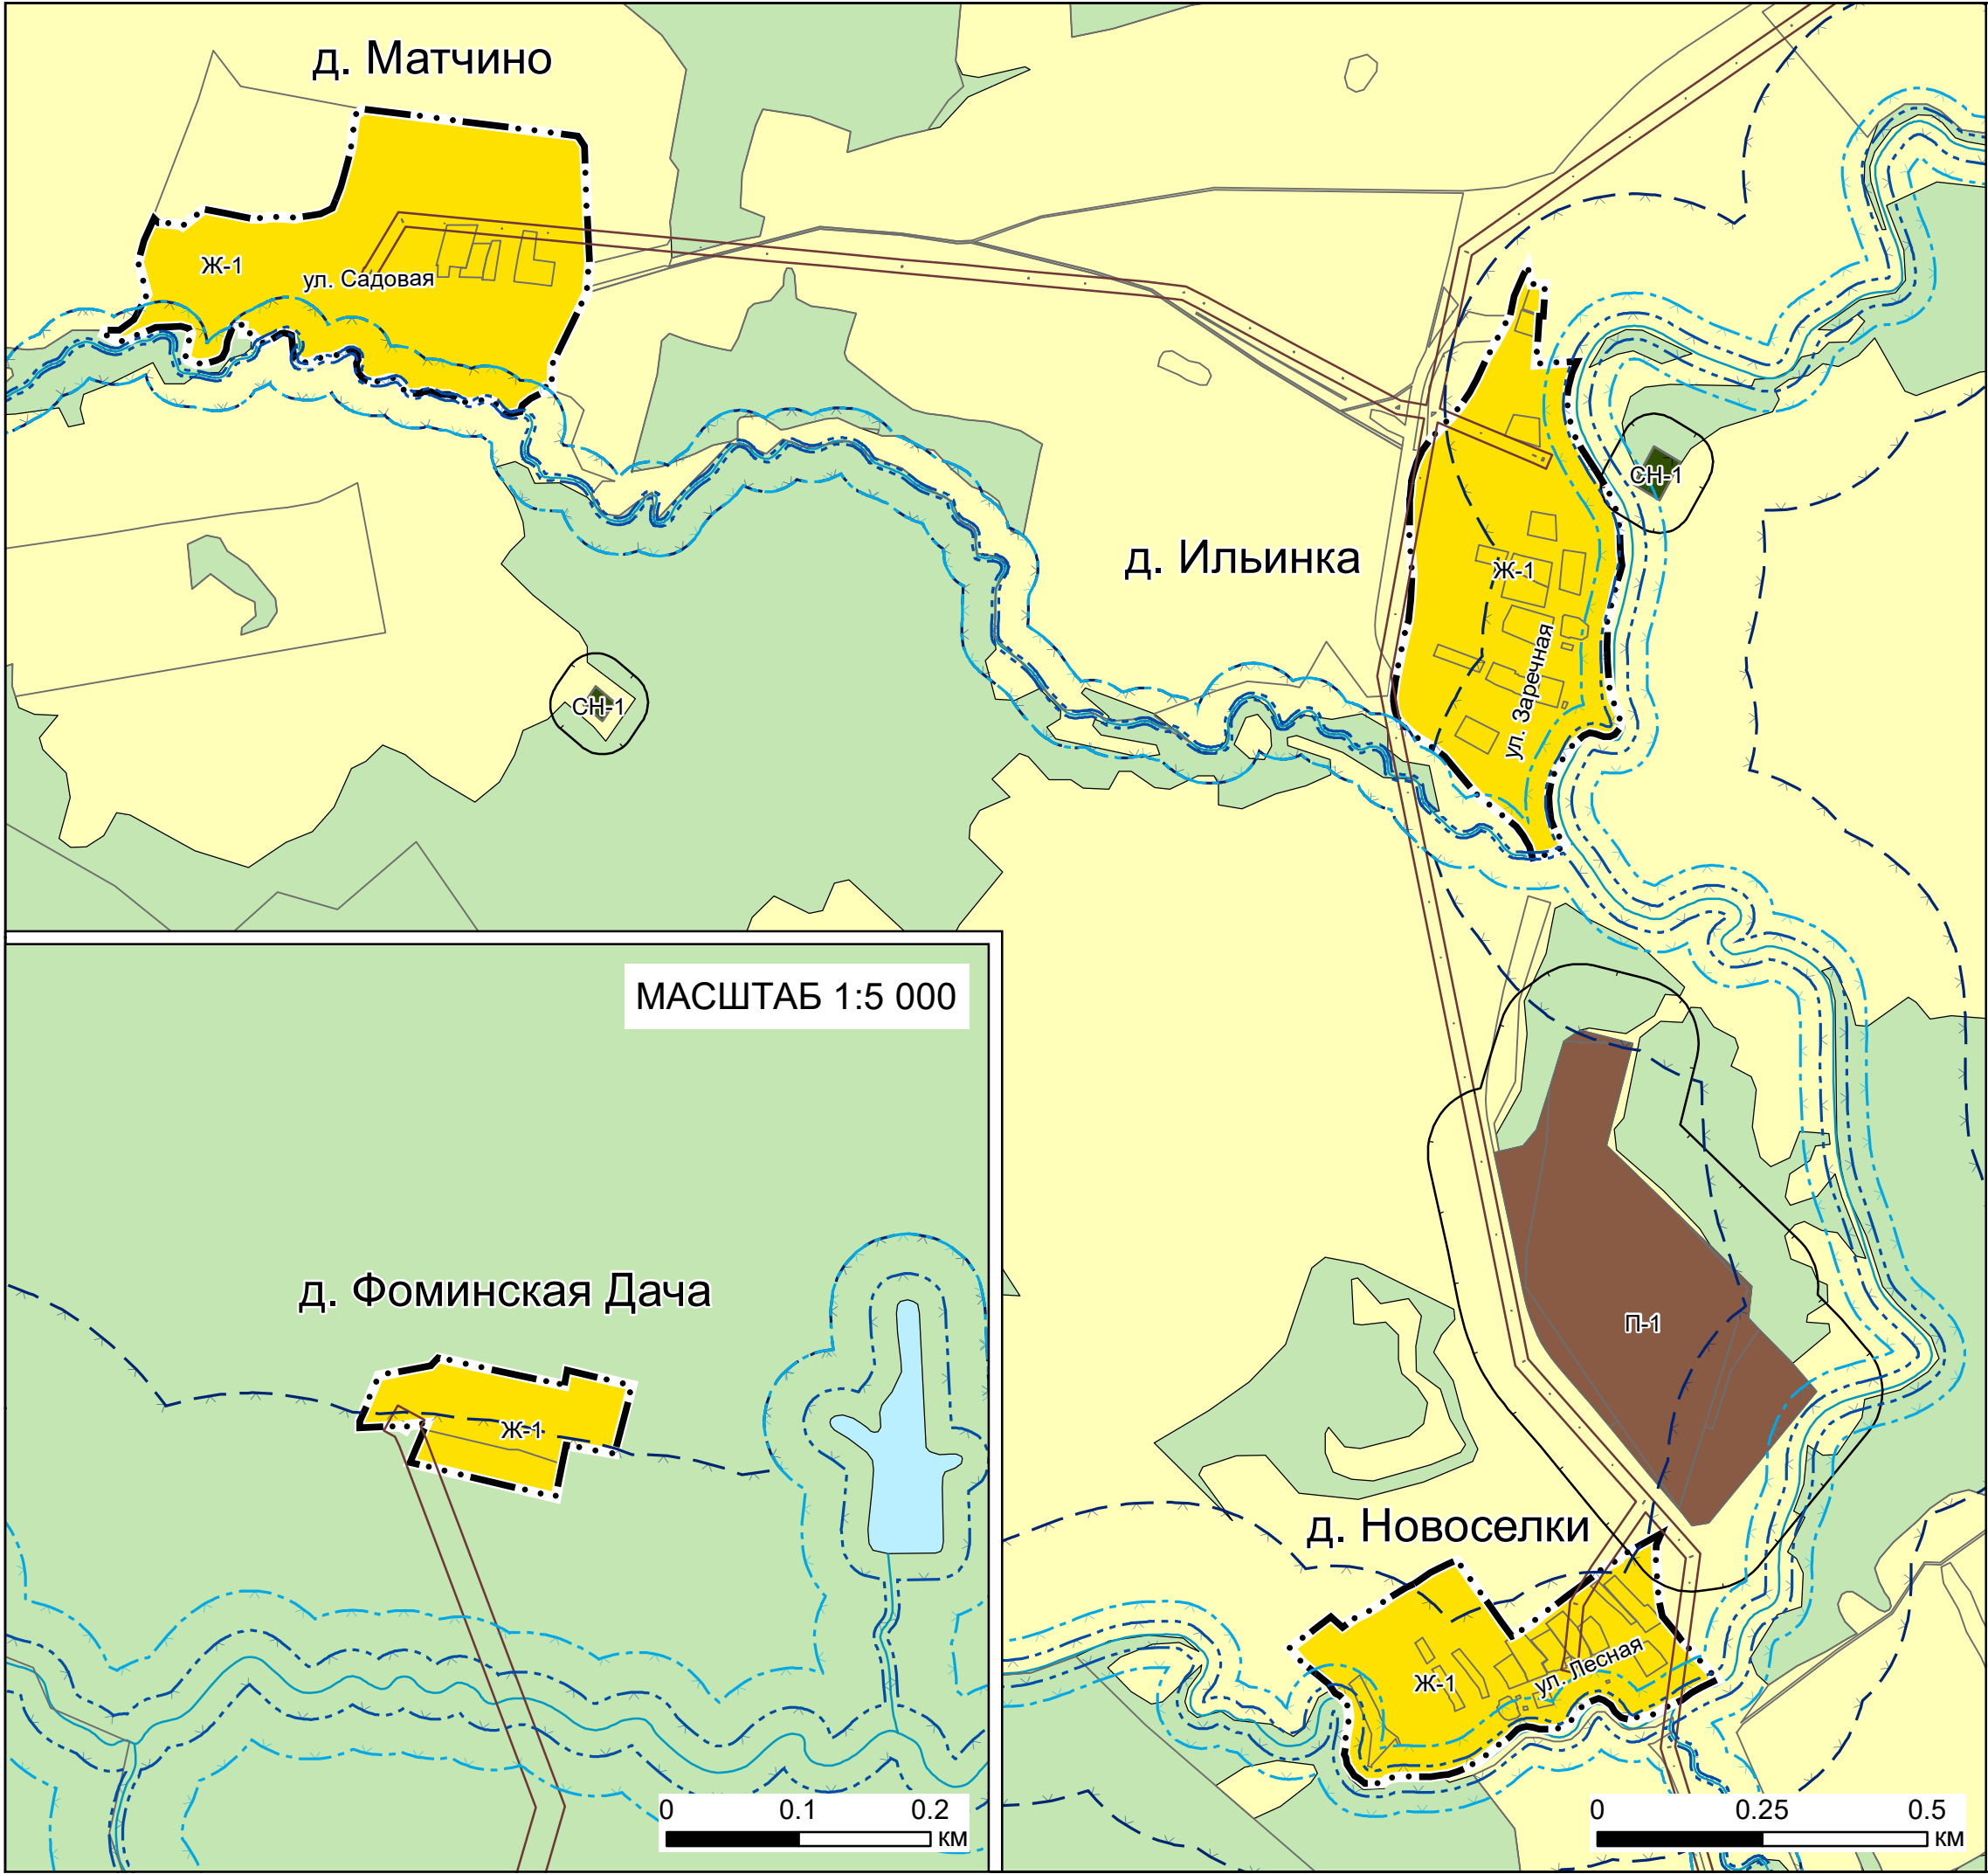 д. Матчино
Ж-1
ул. Садовая
СН-1
д. Ильинка
Ж-1
ул. Заречная
СН-1
МАСШТАБ 1:5 000
д. Фоминская Дача
Ж-1
П-1
д. Новоселки
Ж-1
ул. Лесная
0 0.1 0.2
км
0 0.25 0.5
км